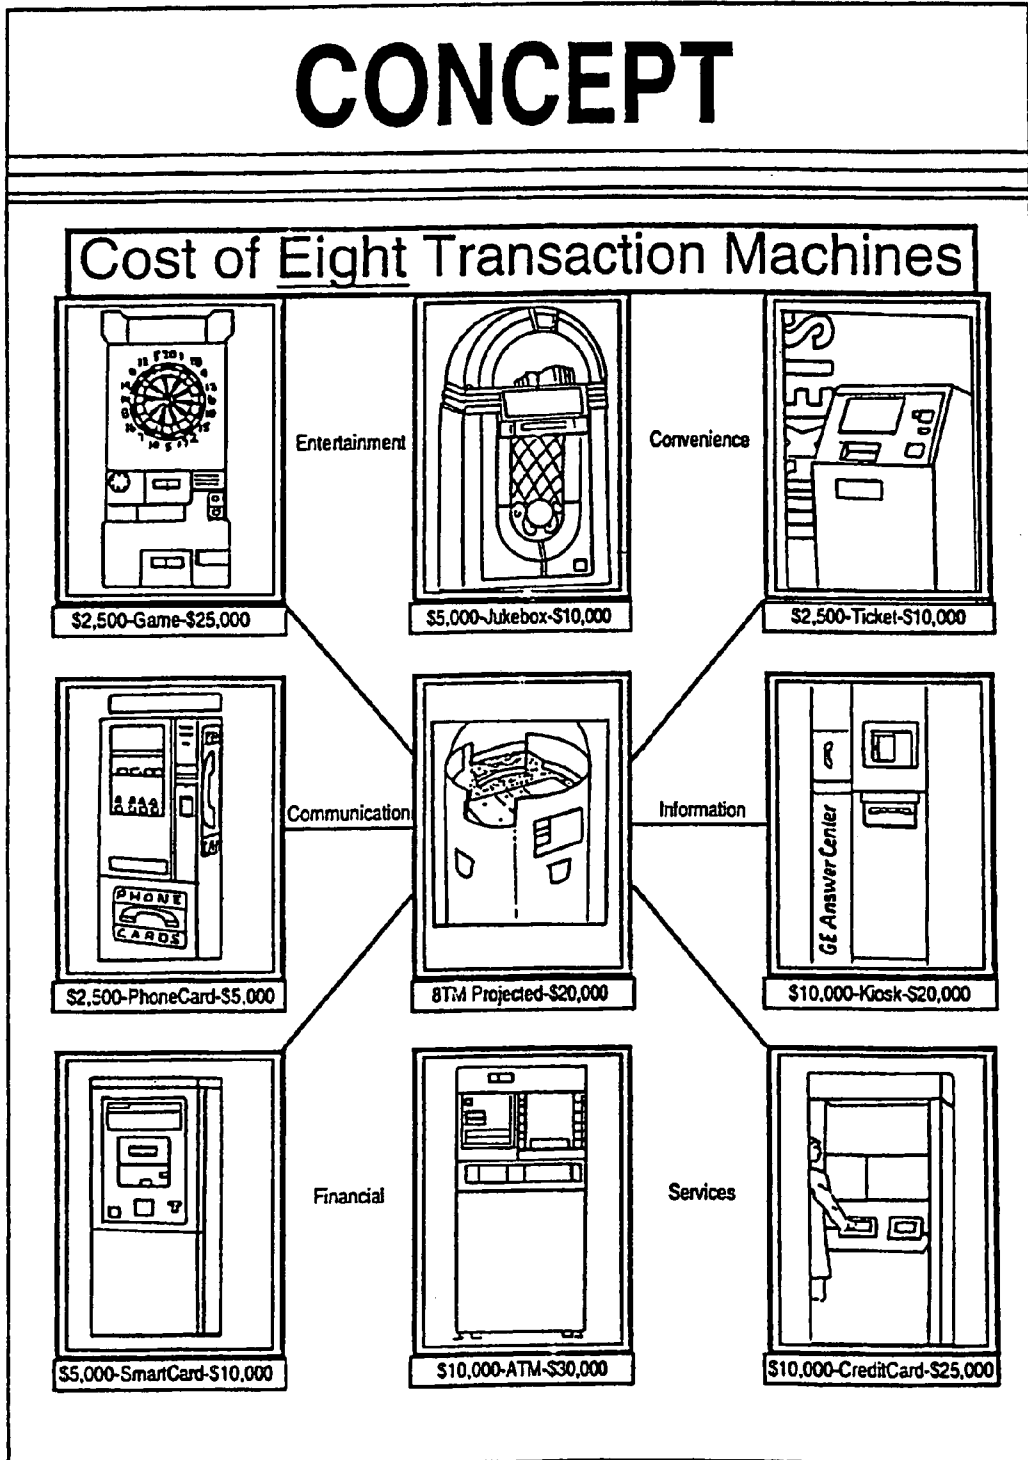 CONCEPT
Cost of Eight Transaction Machines
Entertainment
Convenience
TICKETS
$2,500-Game-$25,000
$5,000-Jukebox-$10,000
$2,500-Ticket-$10,000
Communication
Information
PHONE
CARDS
GE Answer Center
$2,500-PhoneCard-$5,000
8TM Projected-$20,000
$10,000-Kiosk-$20,000
Financial
Services
$5,000-SmartCard-$10,000
$10,000-ATM-$30,000
$10,000-CreditCard-$25,000